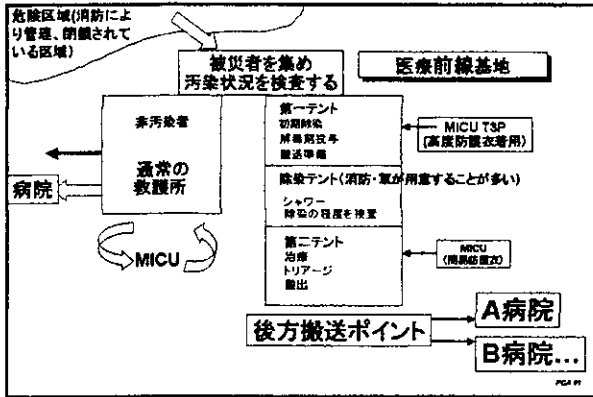 危険区域(消防によ
り管理、閉鎖されて
いる区域)
被災者を集め
汚染状況を検査する
医療前線基地
非汚染者
通常の
救護所
病院
MICU
第一テント
初期除染
解毒剤投与
搬送準備
MICU TSP
(高度防護衣着用)
除染テント(消防・軍が用意することが多い)
シャワー
除染の程度を検査
第二テント
治療
トリアージ
搬出
MICU
(簡易防護衣)
後方搬送ポイント
A病院
B病院...